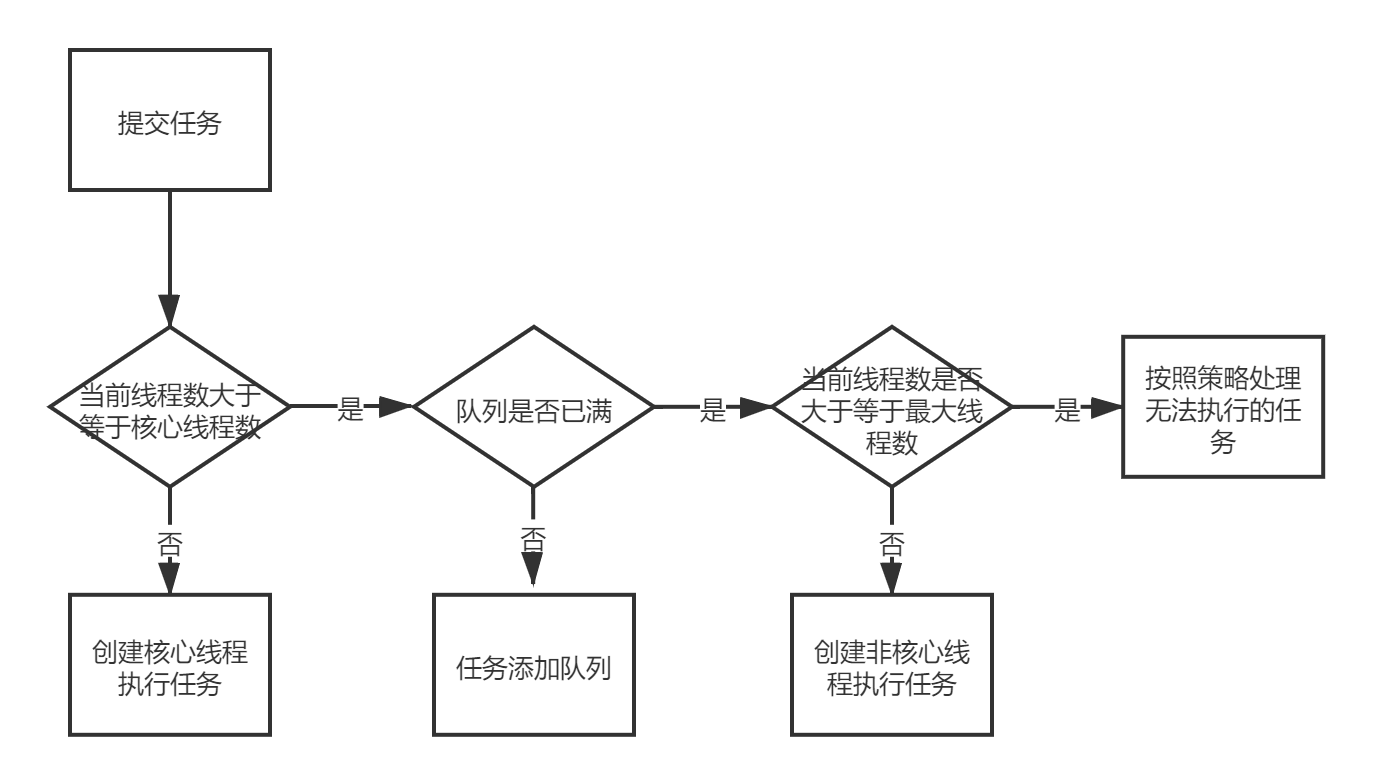 提交任务
当前线程数大于
等于核心线程数
是
队列是否已满
是
当前线程数是否
大于等于最大线
程数
是
按照策略处理
无法执行的任
务
否
否
否
创建核心线程
执行任务
任务添加队列
创建非核心线
程执行任务